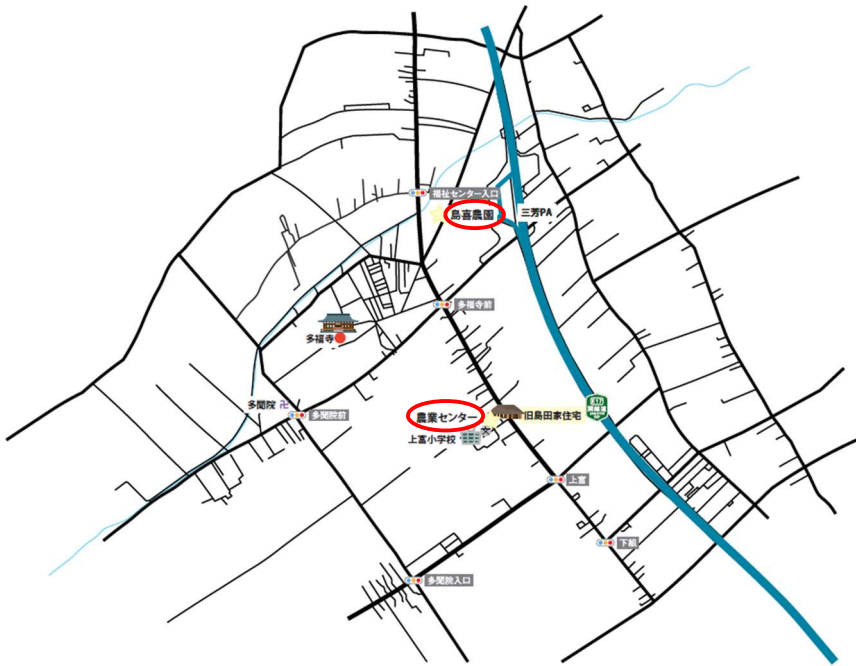 福祉センター入口
島喜農園
三芳PA
多福寺前
多福寺
多聞院 卍
多聞院前
農業センター
旧島田家住宅
上富小学校 文
上富
下組
多聞院入口